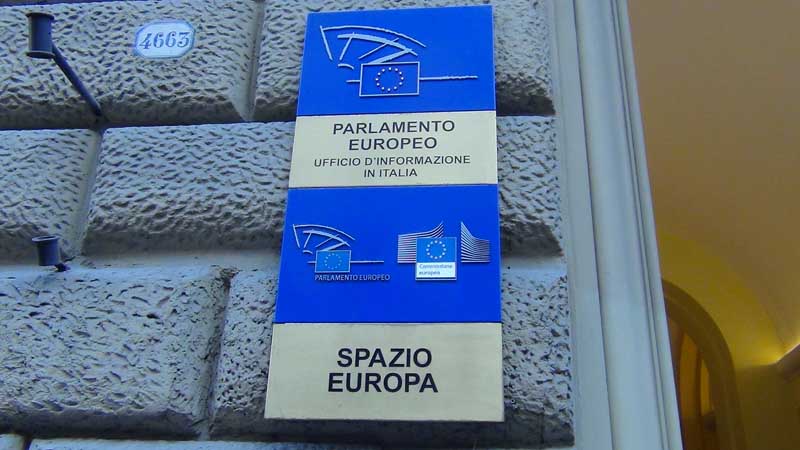 4663
PARLAMENTO
EUROPEO
UFFICIO D'INFORMAZIONE
IN ITALIA
PARLAMENTO EUROPEO
Commissione
europea
SPAZIO
EUROPA